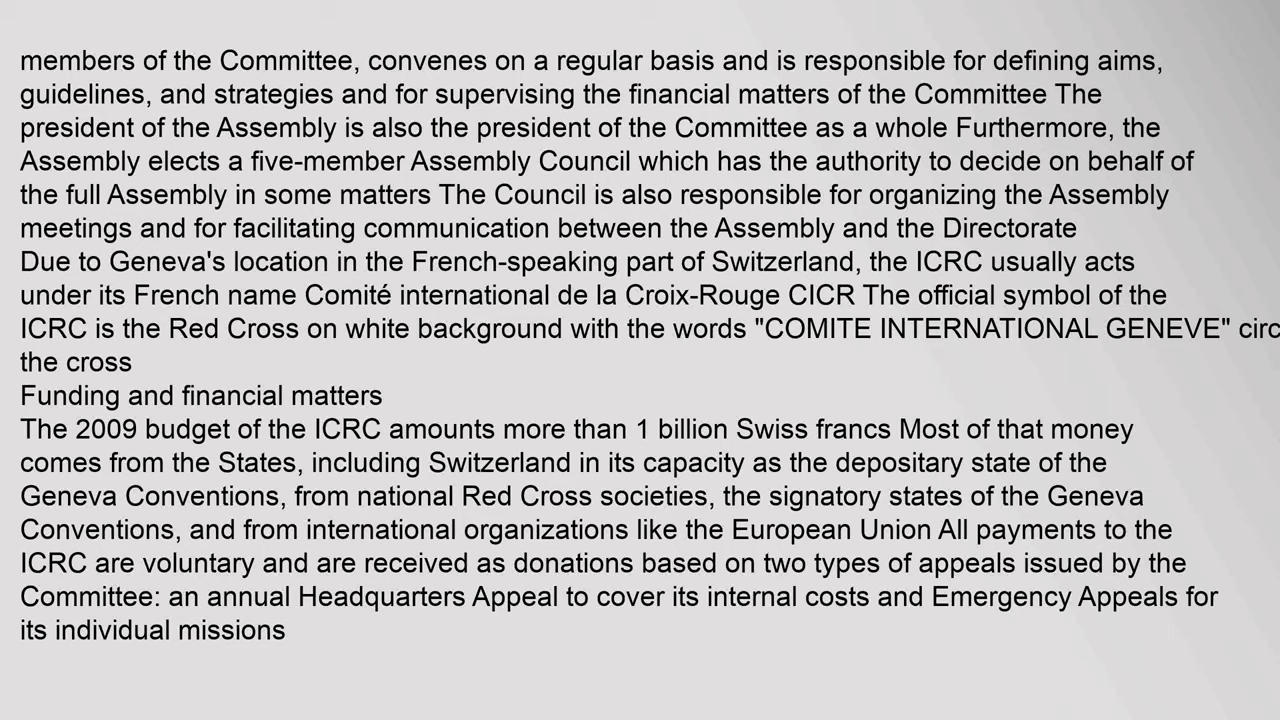 members of the Committee, convenes on a regular basis and is responsible for defining aims,
guidelines, and strategies and for supervising the financial matters of the Committee The
president of the Assembly is also the president of the Committee as a whole Furthermore, the
Assembly elects a five-member Assembly Council which has the authority to decide on behalf of
the full Assembly in some matters The Council is also responsible for organizing the Assembly
meetings and for facilitating communication between the Assembly and the Directorate
Due to Geneva's location in the French-speaking part of Switzerland, the ICRC usually acts
under its French name Comité international de la Croix-Rouge CICR The official symbol of the
ICRC is the Red Cross on white background with the words "COMITE INTERNATIONAL GENEVE"
the cross
Funding and financial matters
The 2009 budget of the ICRC amounts more than 1 billion Swiss francs Most of that money
comes from the States, including Switzerland in its capacity as the depositary state of the
Geneva Conventions, from national Red Cross societies, the signatory states of the Geneva
Conventions, and from international organizations like the European Union All payments to the
ICRC are voluntary and are received as donations based on two types of appeals issued by the
Committee: an annual Headquarters Appeal to cover its internal costs and Emergency Appeals for
its individual missions